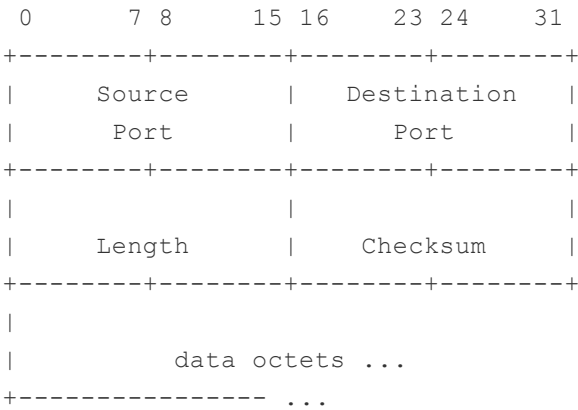 0      7 8     15 16    23 24    31
+--------+--------+--------+--------+
|     Source      |   Destination   |
|      Port       |      Port       |
+--------+--------+--------+--------+
|                 |                 |
|     Length      |    Checksum     |
+--------+--------+--------+--------+
|
|          data octets ...
+---------------- ...